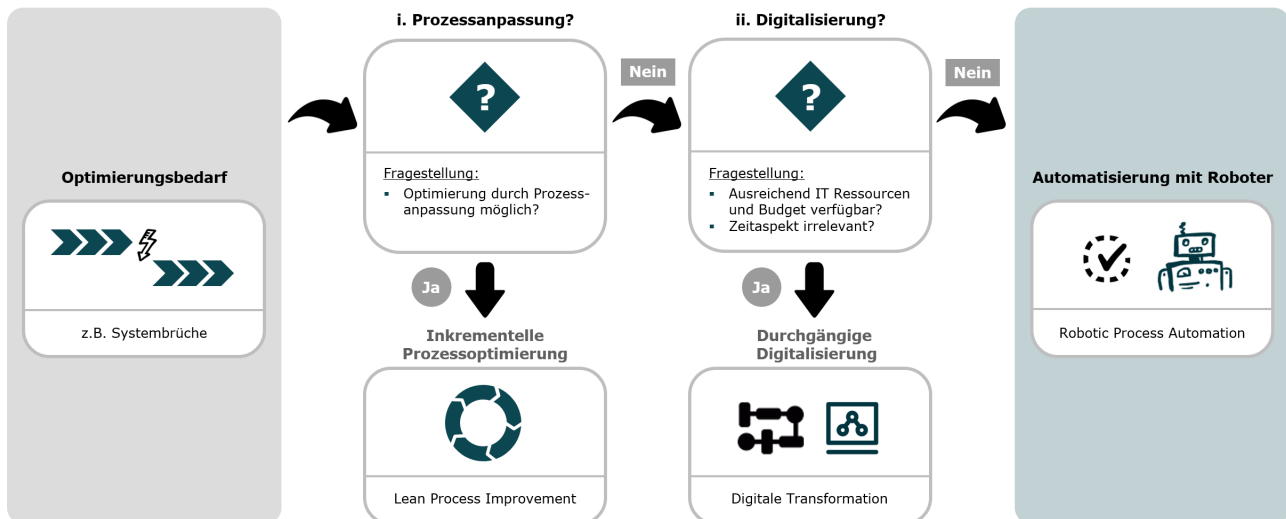 Optimierungsbedarf
z.B. Systembrüche
i. Prozessanpassung?
?
Fragestellung:
▪ Optimierung durch Prozess-
anpassung möglich?
Ja
Inkrementelle
Prozessoptimierung
Lean Process Improvement
Nein
ii. Digitalisierung?
?
Fragestellung:
▪ Ausreichend IT Ressourcen
und Budget verfügbar?
▪ Zeitaspekt irrelevant?
Ja
Durchgängige
Digitalisierung
Digitale Transformation
Nein
Automatisierung mit Roboter
Robotic Process Automation